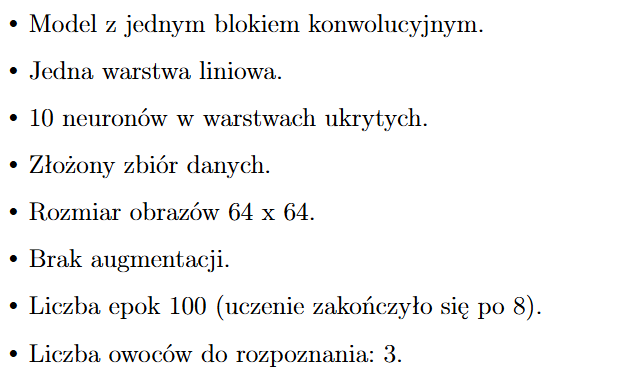 • Model z jednym blokiem konwolucyjnym.
• Jedna warstwa liniowa.
• 10 neuronów w warstwach ukrytych.
• Złożony zbiór danych.
• Rozmiar obrazów 64 x 64.
• Brak augmentacji.
• Liczba epok 100 (uczenie zakończyło się po 8).
• Liczba owoców do rozpoznania: 3.